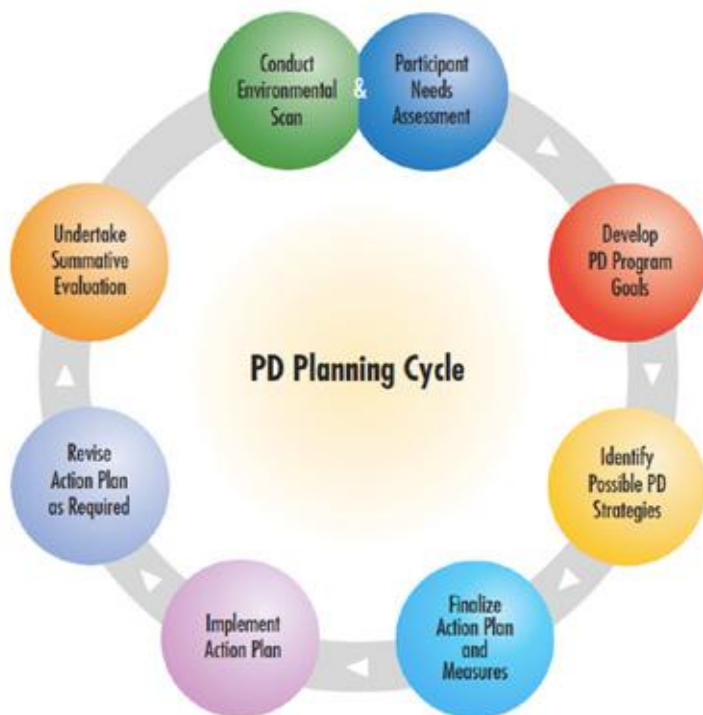 Conduct
Environmental
Scan
&
Participant
Needs
Assessment
Develop
PD Program
Goals
Identify
Possible PD
Strategies
Finalize
Action Plan
and
Measures
Implement
Action Plan
Revise
Action Plan
as Required
Undertake
Summative
Evaluation
PD Planning Cycle